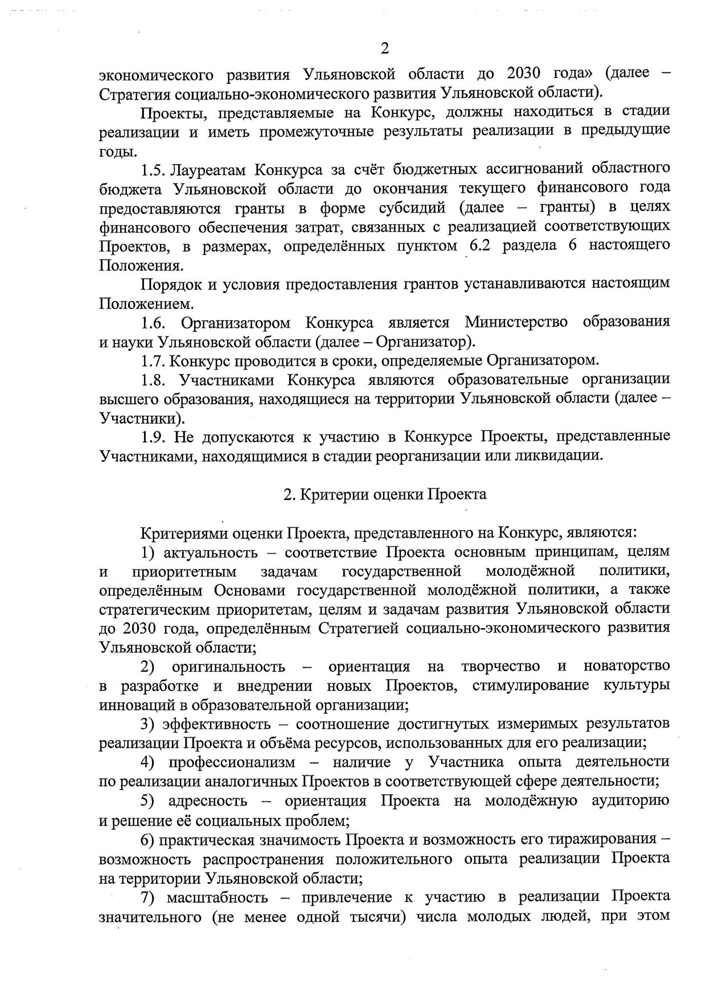 2
экономического развития Ульяновской области до 2030 года» (далее –
Стратегия социально-экономического развития Ульяновской области).
Проекты, представляемые на Конкурс, должны находиться в стадии
реализации и иметь промежуточные результаты реализации в предыдущие
годы.
1.5. Лауреатам Конкурса за счёт бюджетных ассигнований областного
бюджета Ульяновской области до окончания текущего финансового года
предоставляются гранты в форме субсидий (далее – гранты) в целях
финансового обеспечения затрат, связанных с реализацией соответствующих
Проектов, в размерах, определённых пунктом 6.2 раздела 6 настоящего
Положения.
Порядок и условия предоставления грантов устанавливаются настоящим
Положением.
1.6. Организатором Конкурса является Министерство образования
и науки Ульяновской области (далее – Организатор).
1.7. Конкурс проводится в сроки, определяемые Организатором.
1.8. Участниками Конкурса являются образовательные организации
высшего образования, находящиеся на территории Ульяновской области (далее –
Участники).
1.9. Не допускаются к участию в Конкурсе Проекты, представленные
Участниками, находящимися в стадии реорганизации или ликвидации.
2. Критерии оценки Проекта
Критериями оценки Проекта, представленного на Конкурс, являются:
1) актуальность – соответствие Проекта основным принципам, целям
и приоритетным задачам государственной молодёжной политики,
определённым Основами государственной молодёжной политики, а также
стратегическим приоритетам, целям и задачам развития Ульяновской области
до 2030 года, определённым Стратегией социально-экономического развития
Ульяновской области;
2) оригинальность – ориентация на творчество и новаторство
в разработке и внедрении новых Проектов, стимулирование культуры
инноваций в образовательной организации;
3) эффективность – соотношение достигнутых измеримых результатов
реализации Проекта и объёма ресурсов, использованных для его реализации;
4) профессионализм – наличие у Участника опыта деятельности
по реализации аналогичных Проектов в соответствующей сфере деятельности;
5) адресность – ориентация Проекта на молодёжную аудиторию
и решение её социальных проблем;
6) практическая значимость Проекта и возможность его тиражирования –
возможность распространения положительного опыта реализации Проекта
на территории Ульяновской области;
7) масштабность – привлечение к участию в реализации Проекта
значительного (не менее одной тысячи) числа молодых людей, при этом